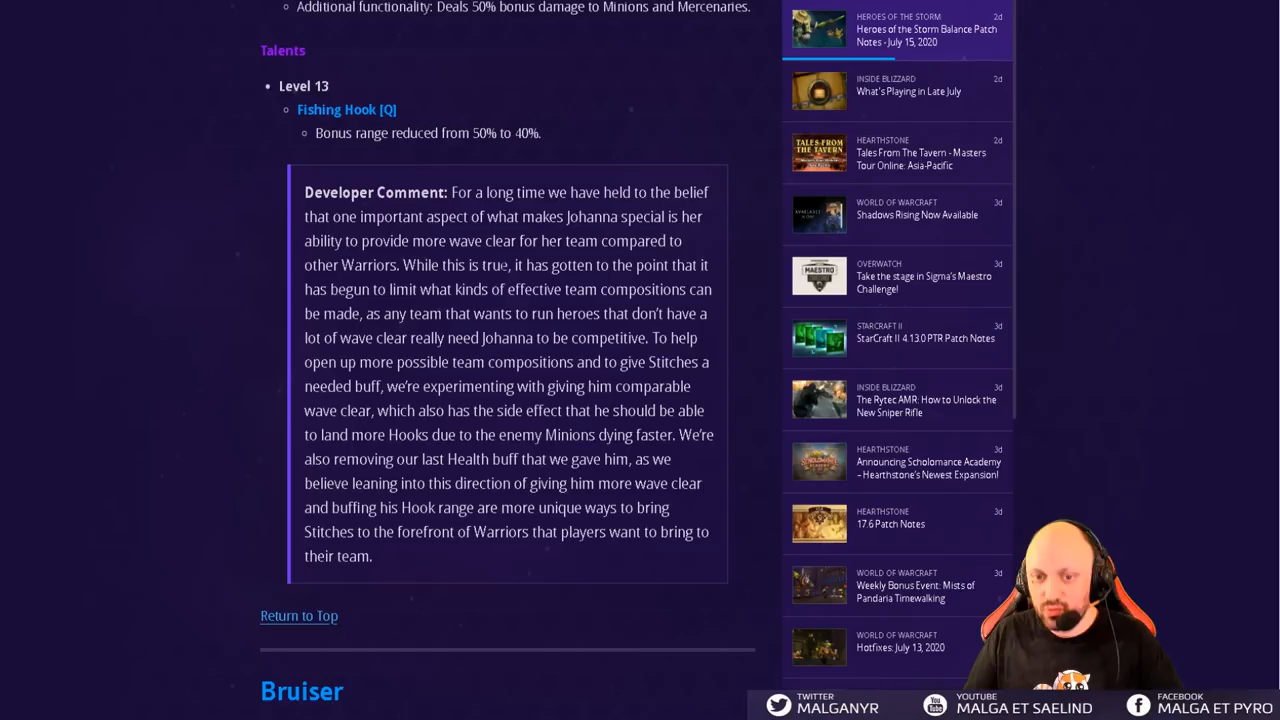 Additional functionality: Deals 50% bonus damage to Minions and Mercenaries.
Talents
Level 13
Fishing Hook [Q]
Bonus range reduced from 50% to 40%.
Developer Comment: For a long time we have held to the belief
that one important aspect of what makes Johanna special is her
ability to provide more wave clear for her team compared to
other Warriors. While this is true, it has gotten to the point that it
has begun to limit what kinds of effective team compositions can
be made, as any team that wants to run heroes that don't have a
lot of wave clear really need Johanna to be competitive. To help
open up more possible team compositions and to give Stitches a
needed buff, we're experimenting with giving him comparable
wave clear, which also has the side effect that he should be able
to land more Hooks due to the enemy Minions dying faster. We're
also removing our last Health buff that we gave him, as we
believe leaning into this direction of giving him more wave clear
and buffing his Hook range are more unique ways to bring
Stitches to the forefront of Warriors that players want to bring to
their team.
Return to Top
Bruiser
HEROES OF THE STORM 2d
Heroes of the Storm Balance Patch
Notes - July 15, 2020
INSIDE BLIZZARD 2d
What's Playing in Late July
HEARTHSTONE 2d
TALES FROM
THE TAVERN
Tales From The Tavern - Masters
Tour Online: Asia-Pacific
WORLD OF WARCRAFT 3d
Shadows Rising Now Available
OVERWATCH 3d
MAESTRO
Take the stage in Sigma's Maestro
Challenge!
STARCRAFT II 3d
StarCraft II 4.13.0 PTR Patch Notes
INSIDE BLIZZARD 3d
The Rytec AMR: How to Unlock the
New Sniper Rifle
HEARTHSTONE 3d
Announcing Scholomance Academy
– Hearthstone's Newest Expansion!
HEARTHSTONE 3d
17.6 Patch Notes
WORLD OF WARCRAFT 3d
Weekly Bonus Event: Mists of
Pandaria Timewalking
WORLD OF WARCRAFT
Hotfixes: July 13, 2020
TWITTER
MALGANYR
YOUTUBE
MALGA ET SAELIND
FACEBOOK
MALGA ET PYRO